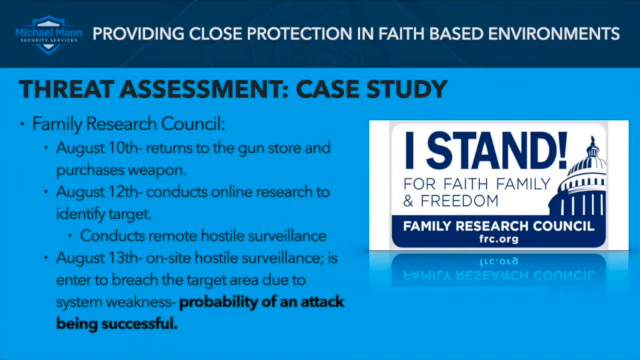 Michael Mann
SECURITY SERVICES
PROVIDING CLOSE PROTECTION IN FAITH BASED ENVIRONMENTS
THREAT ASSESSMENT: CASE STUDY
• Family Research Council:
• August 10th- returns to the gun store and
purchases weapon.
• August 12th- conducts online research to
identify target.
• Conducts remote hostile surveillance
• August 13th- on-site hostile surveillance; is
enter to breach the target area due to
system weakness- probability of an attack
being successful.
I STAND!
FOR FAITH FAMILY
& FREEDOM
FAMILY RESEARCH COUNCIL
frc.org